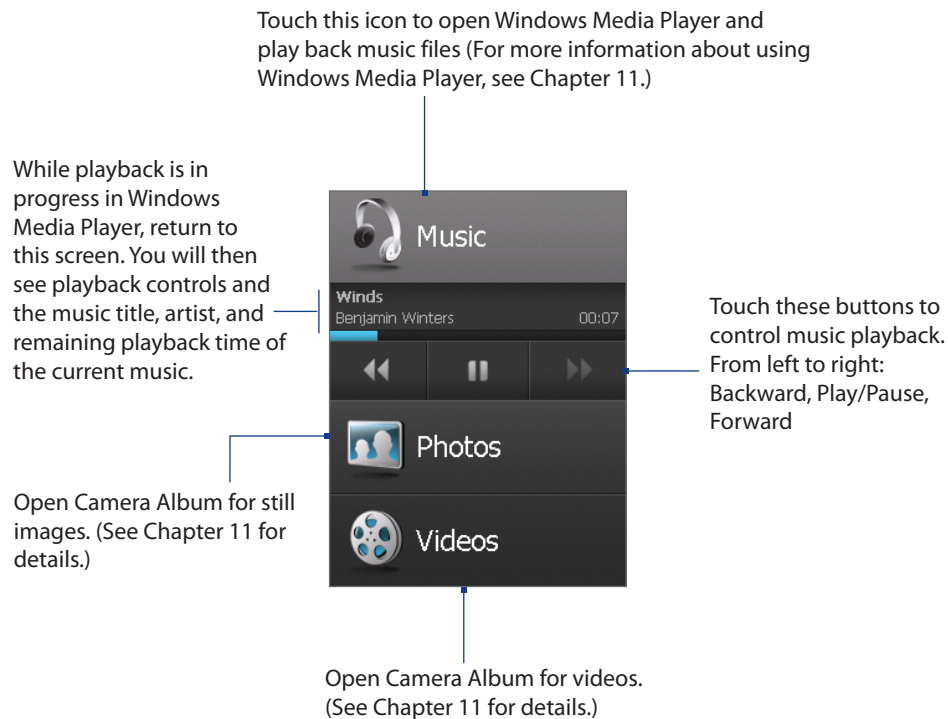 Touch this icon to open Windows Media Player and
play back music files (For more information about using
Windows Media Player, see Chapter 11.)
While playback is in
progress in Windows
Media Player, return to
this screen. You will then
see playback controls and
the music title, artist, and
remaining playback time of
the current music.
Music
Winds
Benjamin Winters 00:07
Touch these buttons to
control music playback.
From left to right:
Backward, Play/Pause,
Forward
Photos
Open Camera Album for still
images. (See Chapter 11 for
details.)
Videos
Open Camera Album for videos.
(See Chapter 11 for details.)